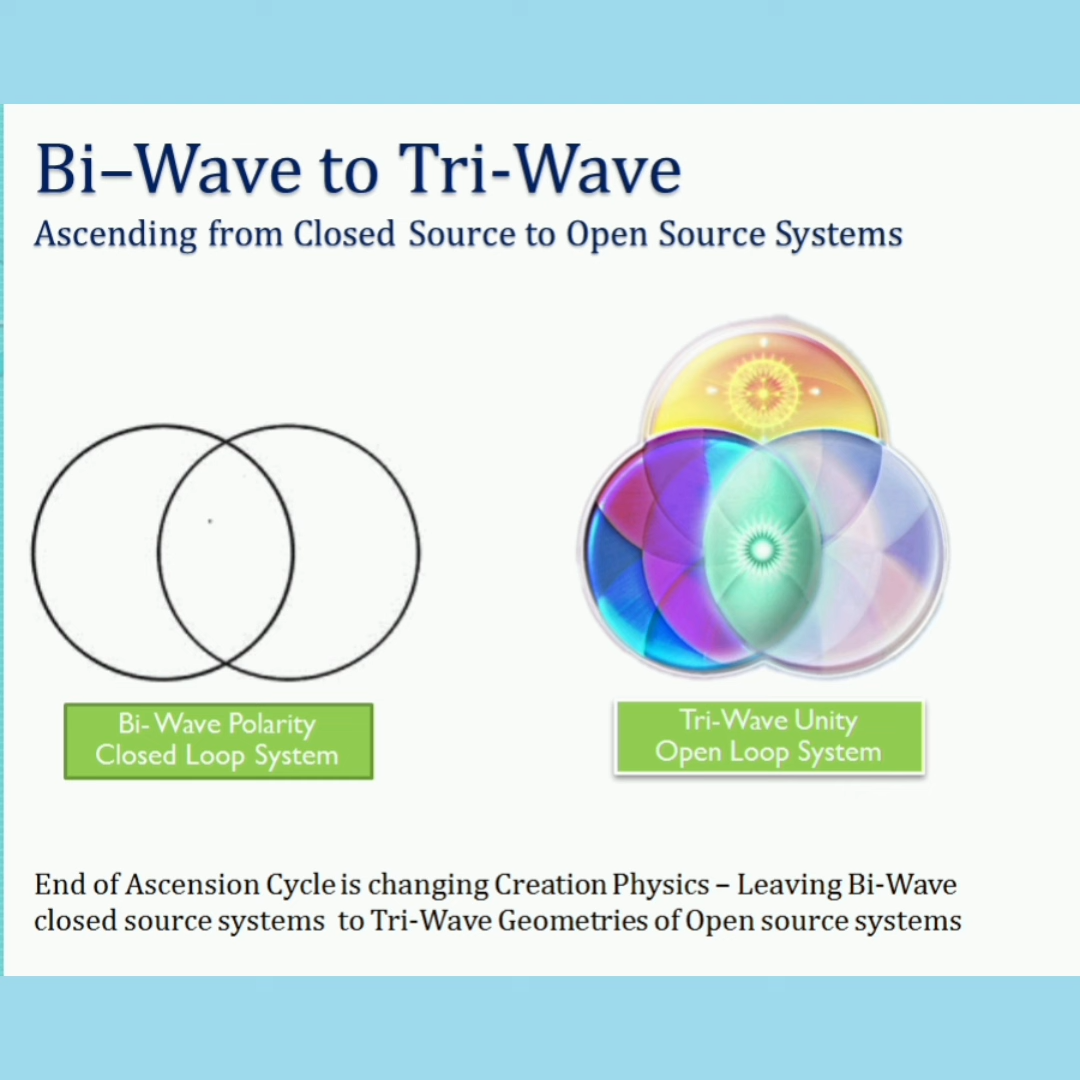 Bi–Wave to Tri-Wave
Ascending from Closed Source to Open Source Systems
Bi- Wave Polarity
Closed Loop System
Tri-Wave Unity
Open Loop System
End of Ascension Cycle is changing Creation Physics – Leaving Bi-Wave
closed source systems to Tri-Wave Geometries of Open source systems